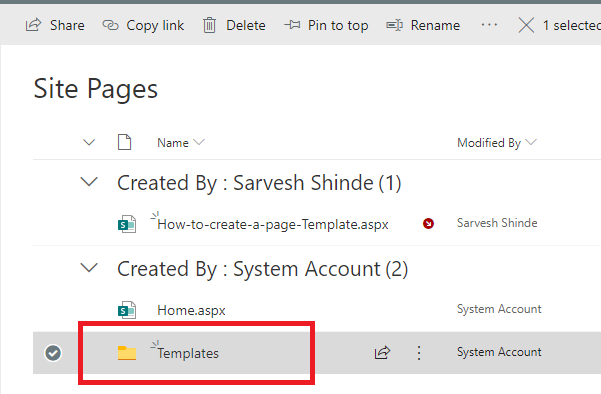 Share Copy link Delete Pin to top Rename ··· 1 selected
Site Pages
Name Modified By
Created By : Sarvesh Shinde (1)
How-to-create-a-page-Template.aspx Sarvesh Shinde
Created By : System Account (2)
Home.aspx System Account
Templates System Account